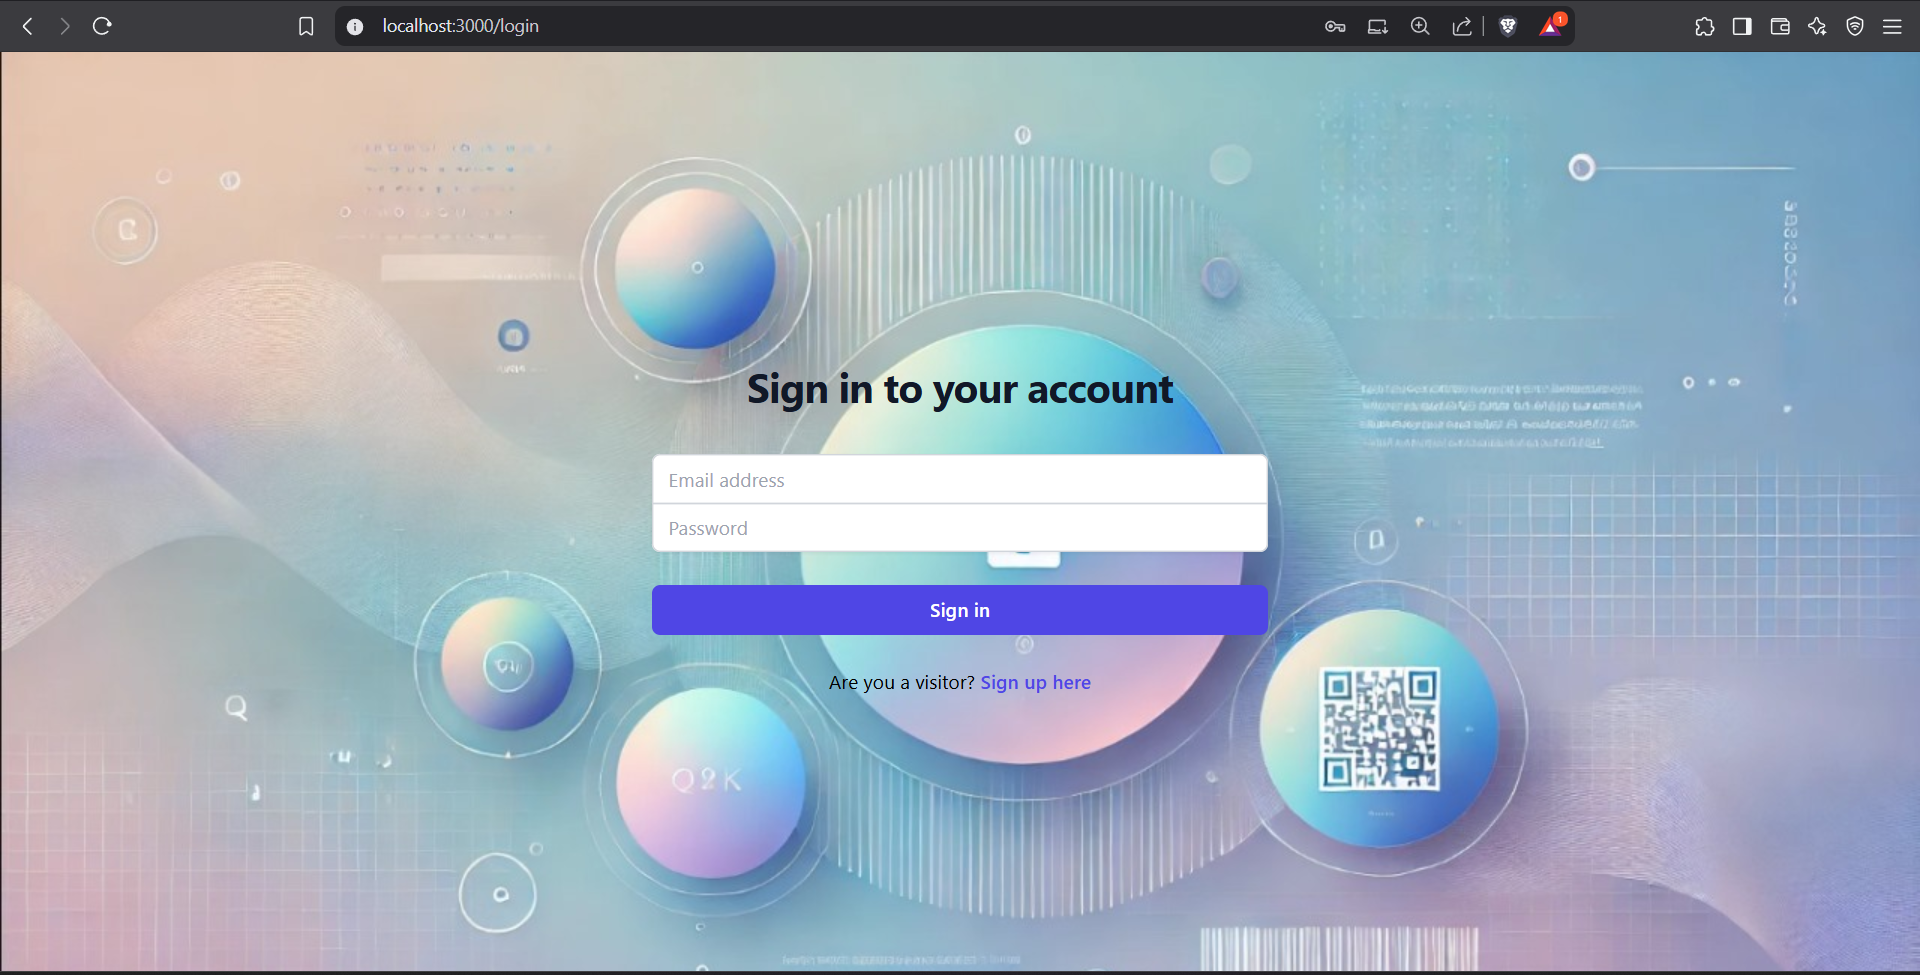 localhost:3000/login
1
Sign in to your account
Email address
Password
Sign in
Are you a visitor? Sign up here
Q2K